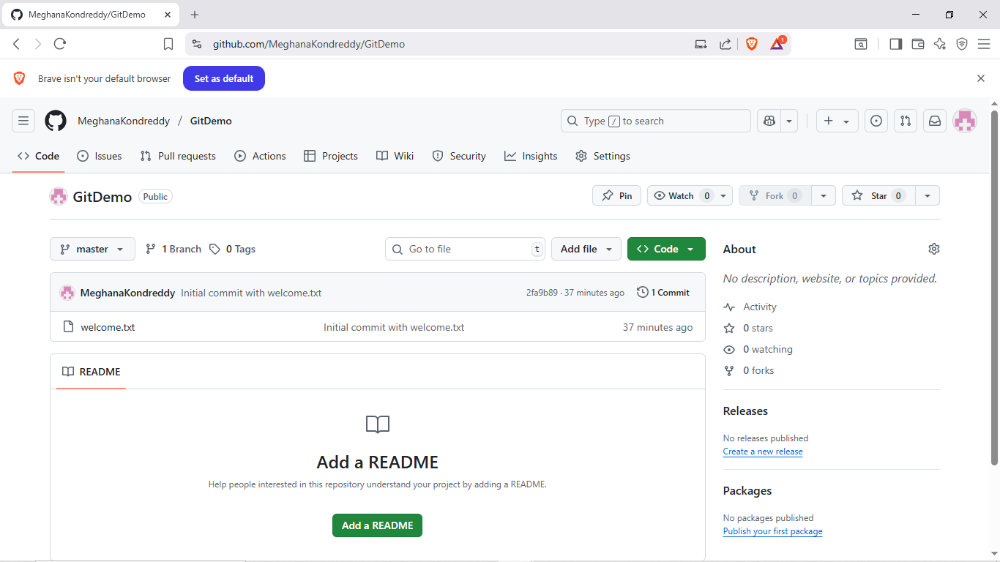 MeghanaKondreddy/GitDemo
github.com/MeghanaKondreddy/GitDemo
1
Brave isn't your default browser Set as default
MeghanaKondreddy / GitDemo Type / to search
Code Issues Pull requests Actions Projects Wiki Security Insights Settings
GitDemo Public Pin Watch 0 Fork 0 Star 0
master 1 Branch 0 Tags Go to file t Add file Code
About
No description, website, or topics provided.
MeghanaKondreddy Initial commit with welcome.txt 2fa9b89 · 37 minutes ago 1 Commit
welcome.txt Initial commit with welcome.txt 37 minutes ago
Activity
0 stars
0 watching
0 forks
README
Add a README
Help people interested in this repository understand your project by adding a README.
Add a README
Releases
No releases published
Create a new release
Packages
No packages published
Publish your first package